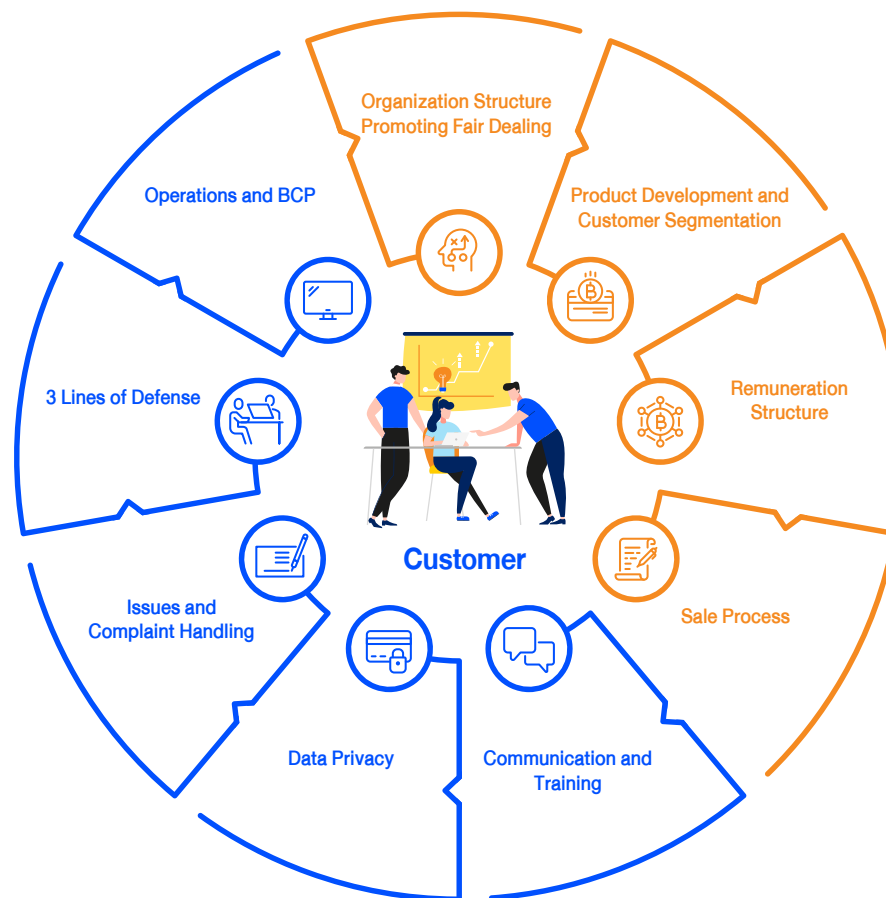 Organization Structure
Promoting Fair Dealing
Product Development and
Customer Segmentation
Remuneration
Structure
Sale Process
Communication and
Training
Data Privacy
Issues and
Complaint Handling
3 Lines of Defense
Operations and BCP
Customer